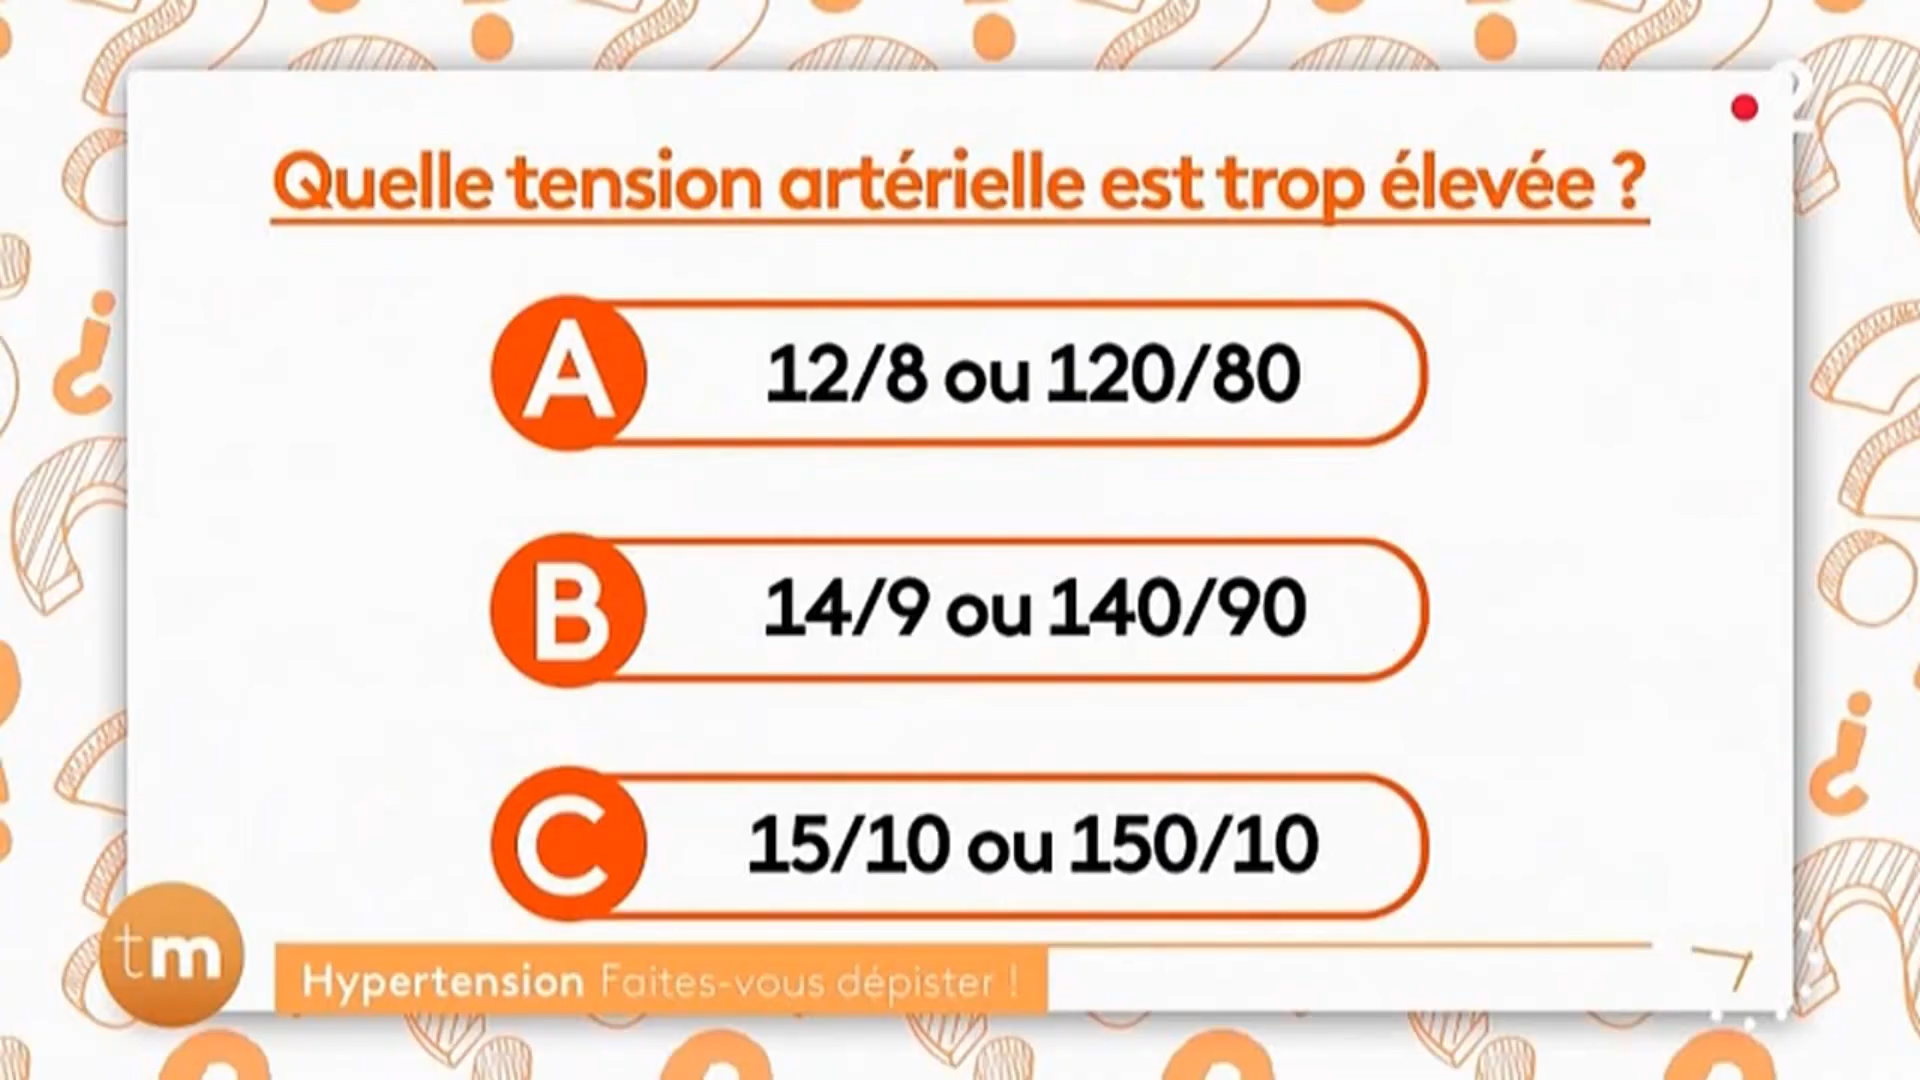 Quelle tension artérielle est trop élevée ?
A 12/8 ou 120/80
B 14/9 ou 140/90
C 15/10 ou 150/10
tm
Hypertension Faites-vous dépister !